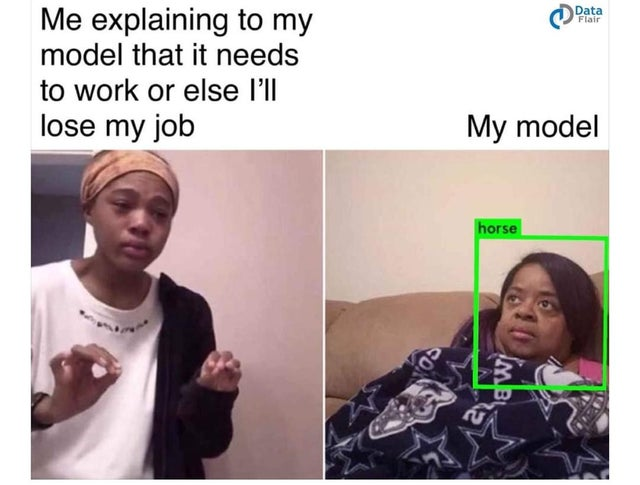 Me explaining to my
model that it needs
to work or else I'll
lose my job
Data
Flair
My model
horse